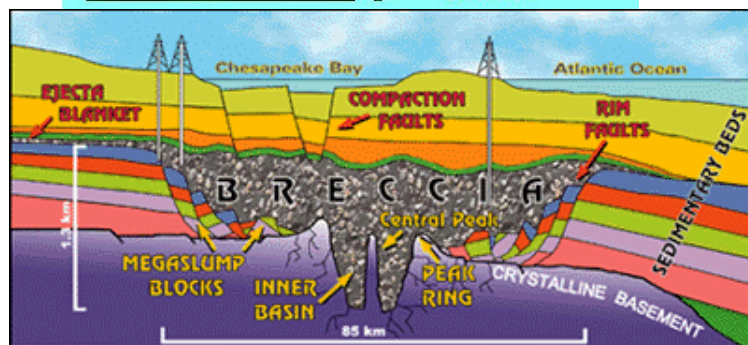 Chesapeake Bay
Atlantic Ocean
EJECTA
BLANKET
COMPACTION
FAULTS
RIM
FAULTS
BRECCIA
SEDIMENTARY BEDS
1.3 km
Central Peak
MEGASLUMP
BLOCKS
INNER
BASIN
PEAK
RING
CRYSTALLINE BASEMENT
85 km